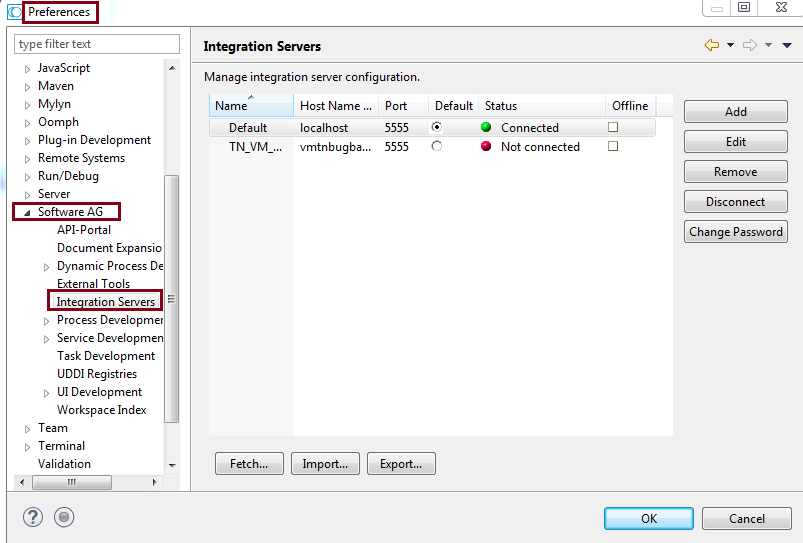 Preferences
type filter text
JavaScript
Maven
Mylyn
Oomph
Plug-in Development
Remote Systems
Run/Debug
Server
Software AG
API-Portal
Document Expansio
Dynamic Process De
External Tools
Integration Servers
Process Developmer
Service Developmen
Task Development
UDDI Registries
UI Development
Workspace Index
Team
Terminal
Validation
Integration Servers
Manage integration server configuration.
Name Host Name ... Port Default Status Offline
Default localhost 5555 Connected
TN_VM_... vmtnbugba... 5555 Not connected
Add
Edit
Remove
Disconnect
Change Password
Fetch... Import... Export...
?
OK Cancel